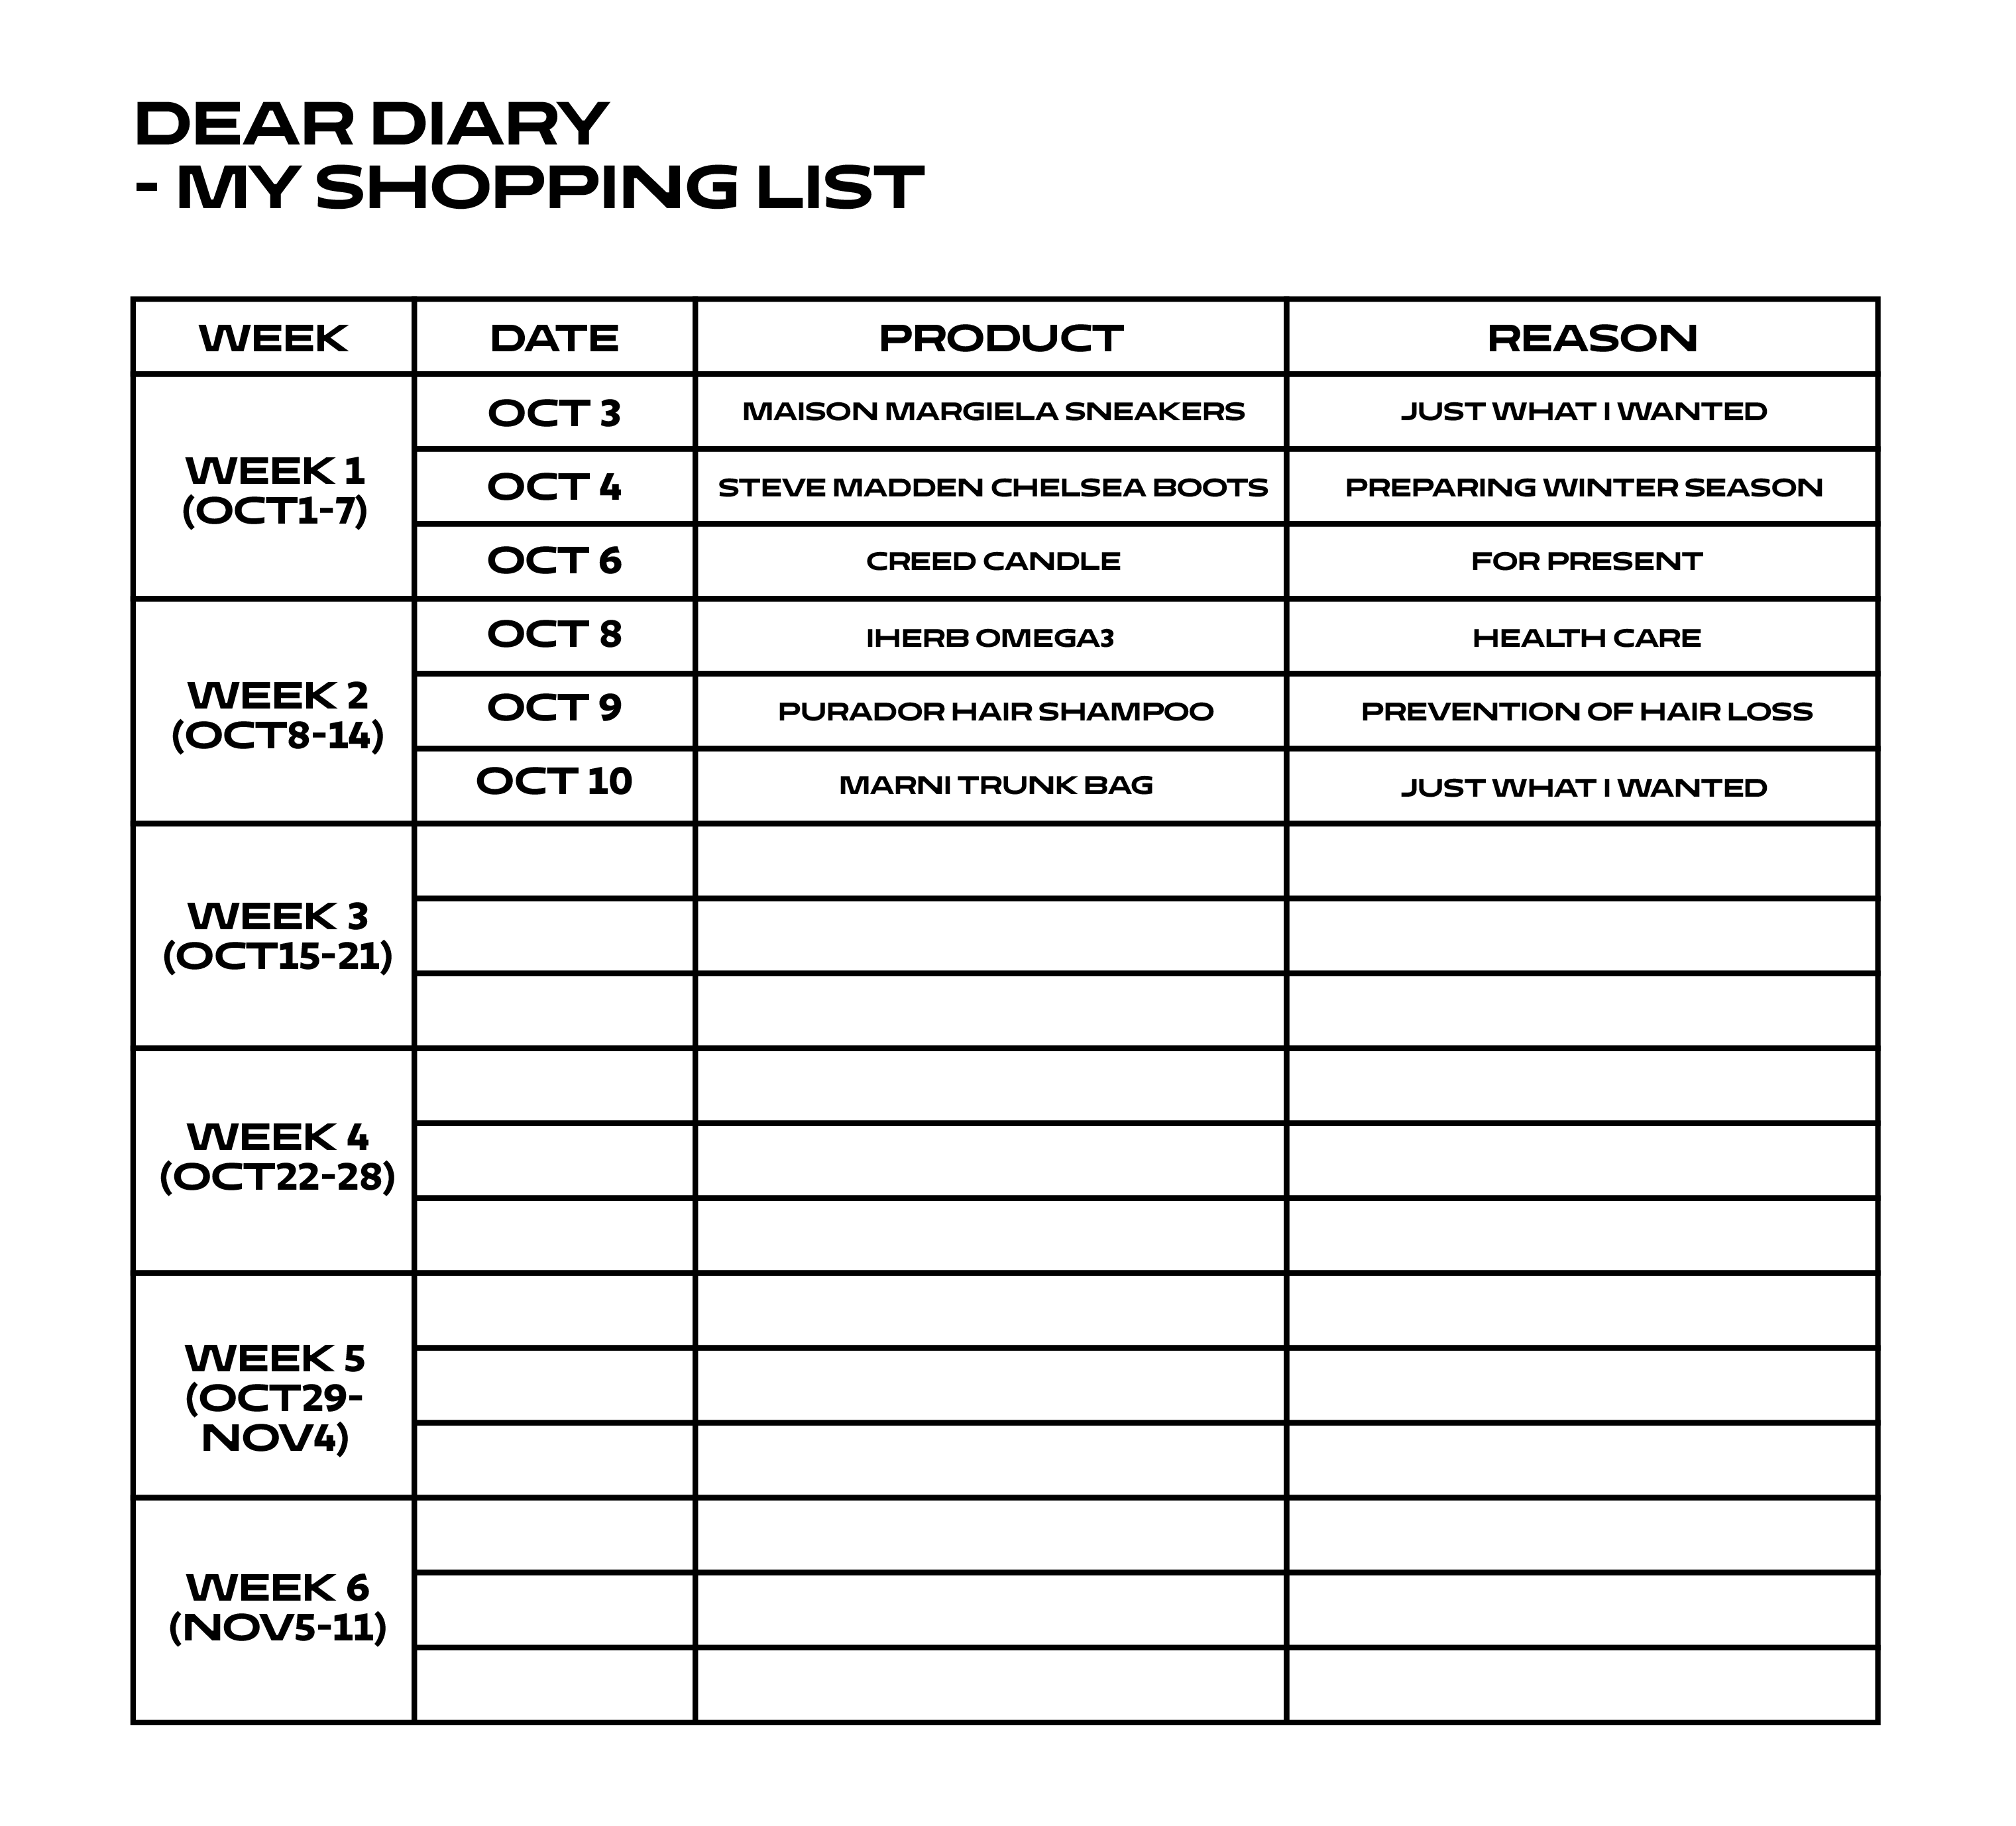 DEAR DIARY
- MY SHOPPING LIST
WEEK DATE PRODUCT REASON
WEEK 1
(OCT1-7)
OCT 3 MAISON MARGIELA SNEAKERS JUST WHAT I WANTED
OCT 4 STEVE MADDEN CHELSEA BOOTS PREPARING WINTER SEASON
OCT 6 CREED CANDLE FOR PRESENT
WEEK 2
(OCT8-14)
OCT 8 IHERB OMEGA3 HEALTH CARE
OCT 9 PURADOR HAIR SHAMPOO PREVENTION OF HAIR LOSS
OCT 10 MARNI TRUNK BAG JUST WHAT I WANTED
WEEK 3
(OCT15-21)
WEEK 4
(OCT22-28)
WEEK 5
(OCT29-
NOV4)
WEEK 6
(NOV5-11)